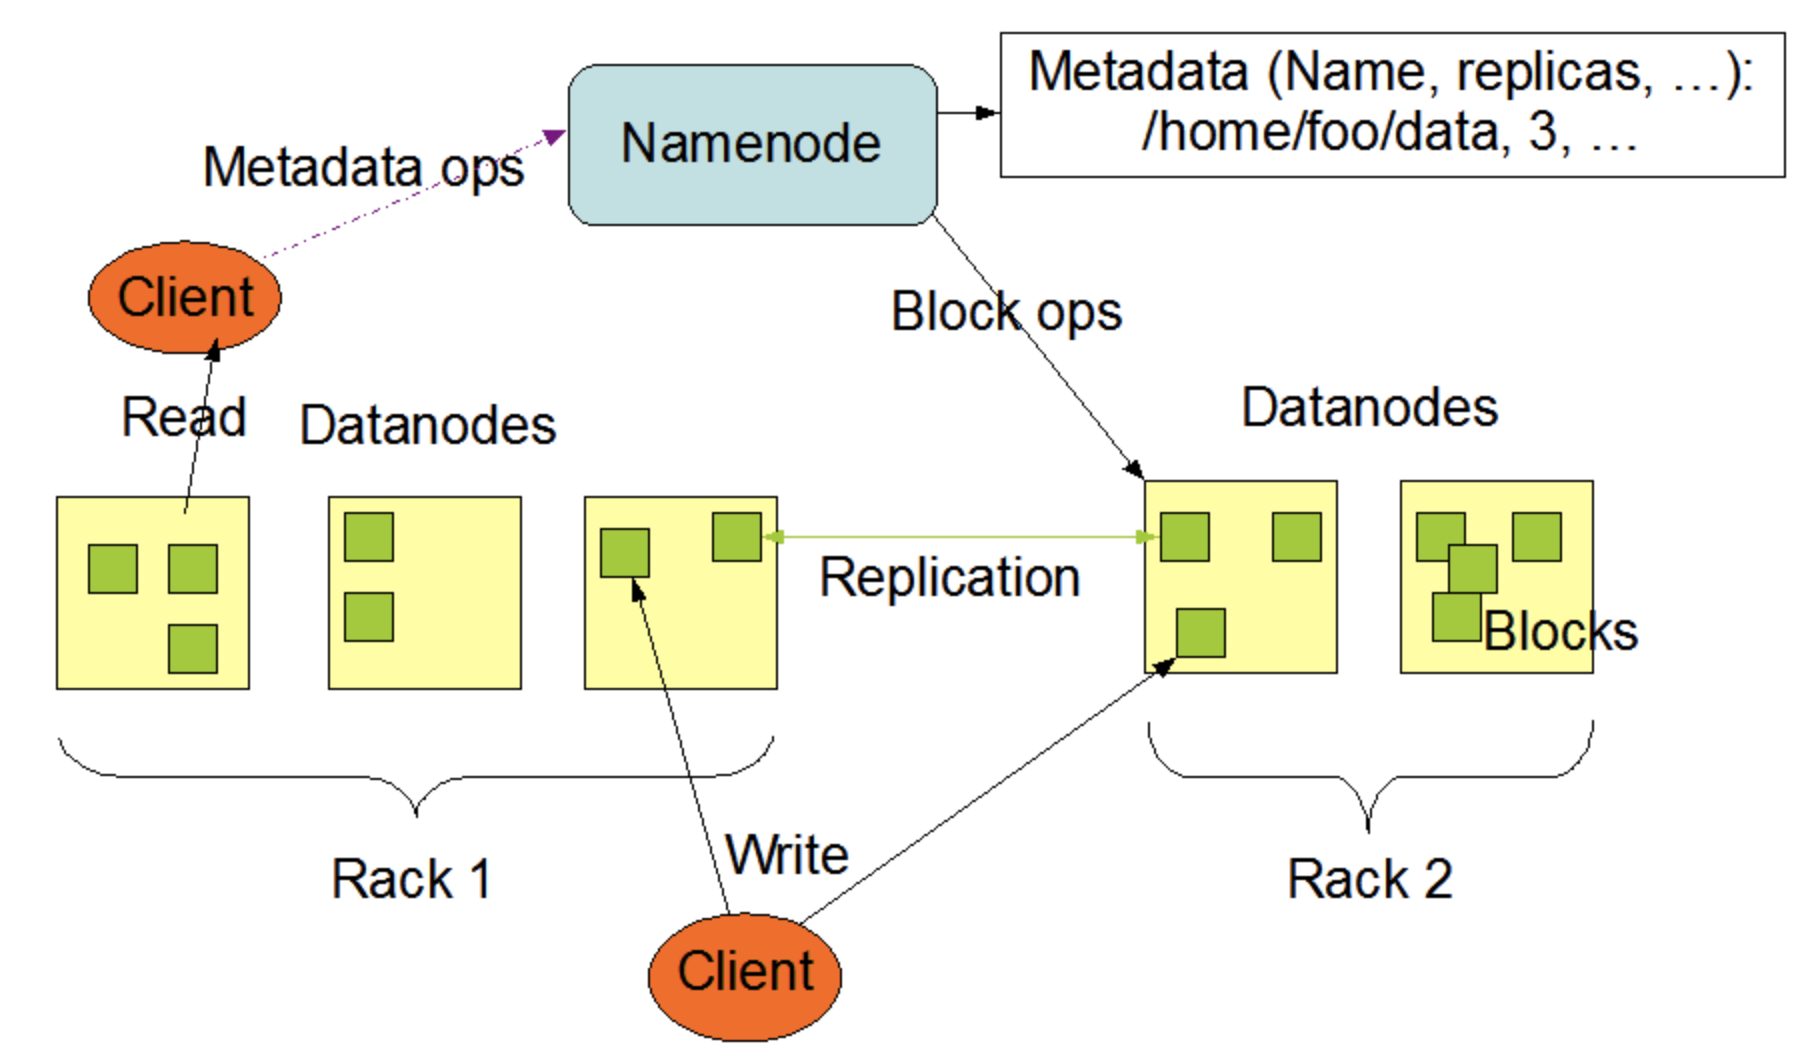 Metadata (Name, replicas, …):
/home/foo/data, 3, …
Namenode
Metadata ops
Client
Block ops
Read
Datanodes
Datanodes
Replication
Blocks
Write
Rack 1
Rack 2
Client